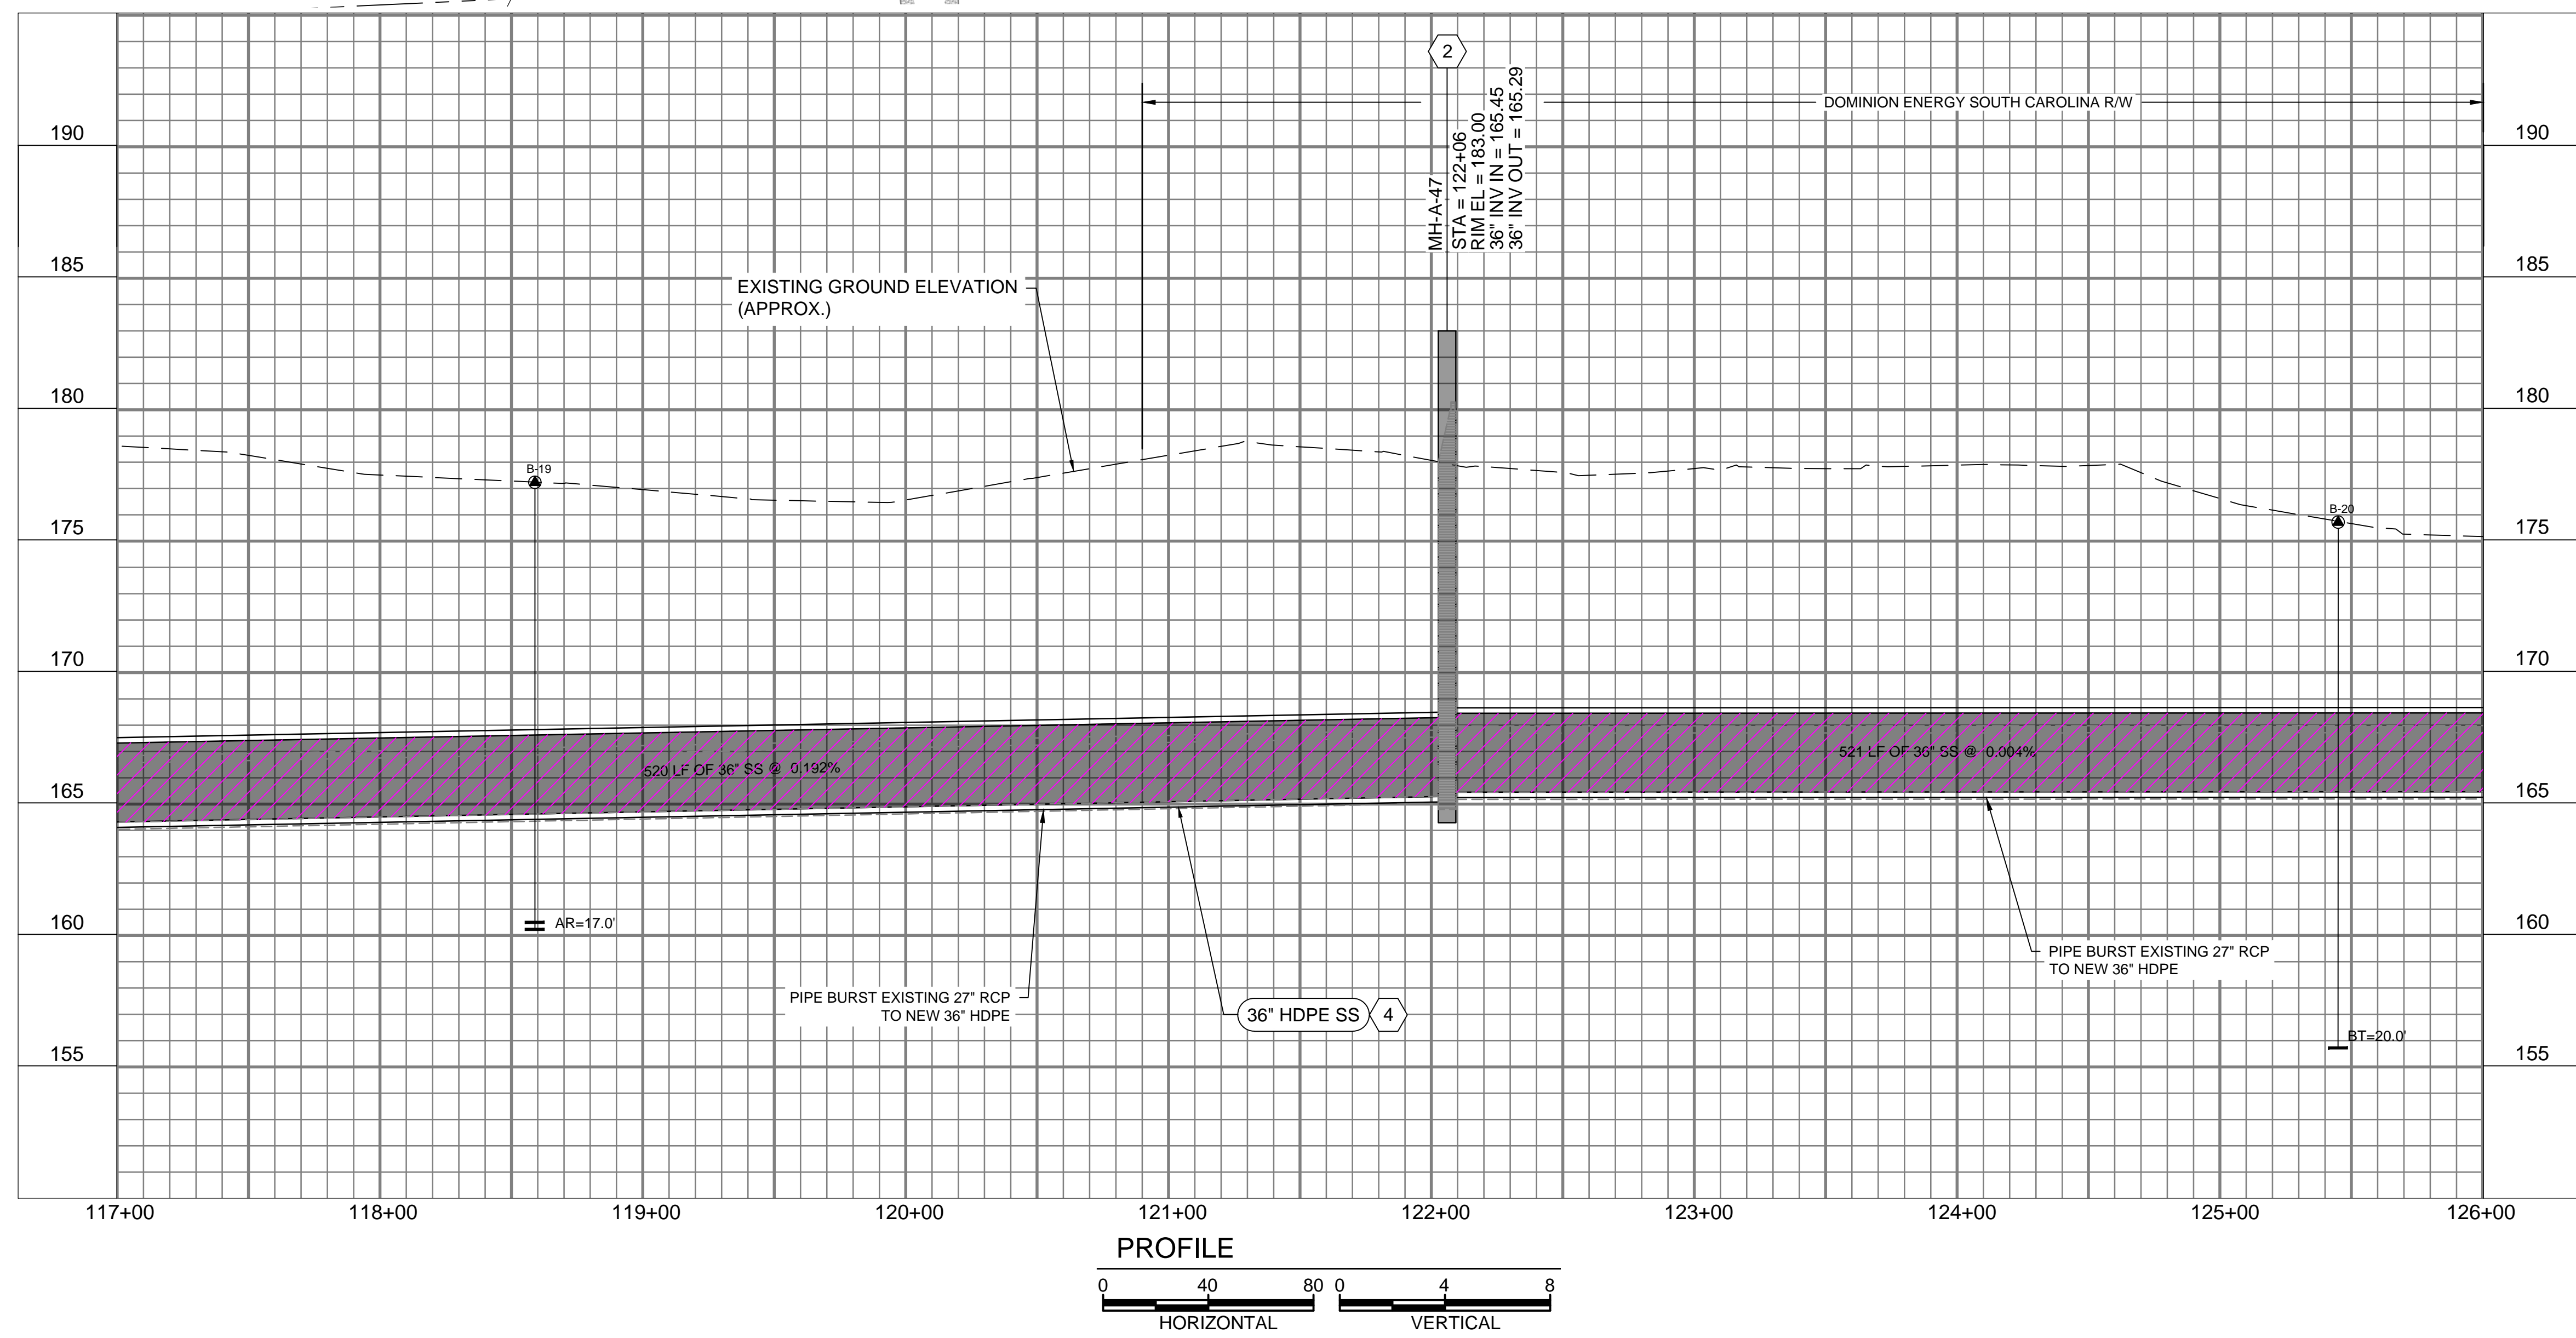 2
DOMINION ENERGY SOUTH CAROLINA R/W
MH-A-47
STA = 122+06
RIM EL = 183.00
36" INV IN = 165.45
36" INV OUT = 165.29
190
190
185
185
EXISTING GROUND ELEVATION
(APPROX.)
180
180
B-19
B-20
175
175
170
170
520 LF OF 36" SS @ 0.192%
521 LF OF 36" SS @ 0.004%
165
165
160
160
AR=17.0'
PIPE BURST EXISTING 27" RCP
TO NEW 36" HDPE
PIPE BURST EXISTING 27" RCP
TO NEW 36" HDPE
36" HDPE SS 4
BT=20.0'
155
155
117+00 118+00 119+00 120+00 121+00 122+00 123+00 124+00 125+00 126+00
PROFILE
0 40 80 0 4 8
HORIZONTAL VERTICAL